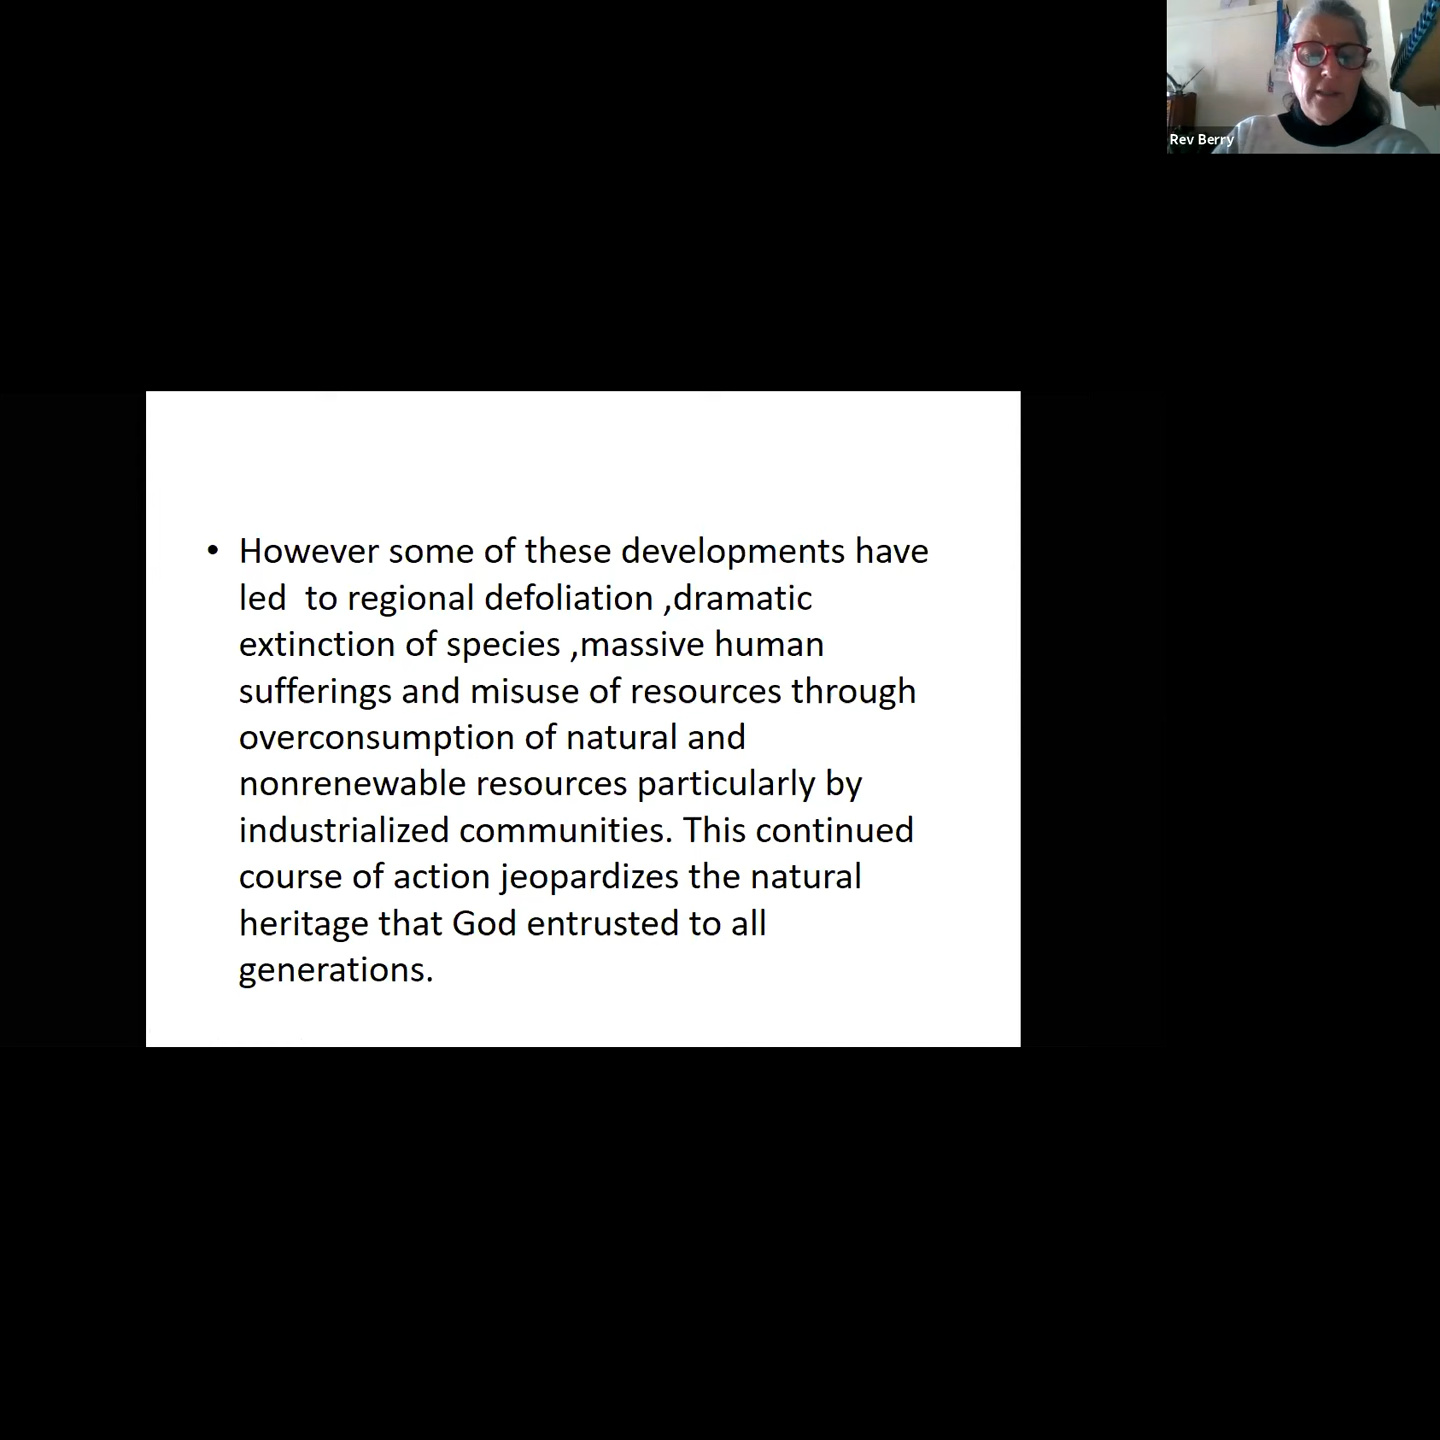 Rev Berry
• However some of these developments have
led  to regional defoliation ,dramatic
extinction of species ,massive human
sufferings and misuse of resources through
overconsumption of natural and
nonrenewable resources particularly by
industrialized communities. This continued
course of action jeopardizes the natural
heritage that God entrusted to all
generations.